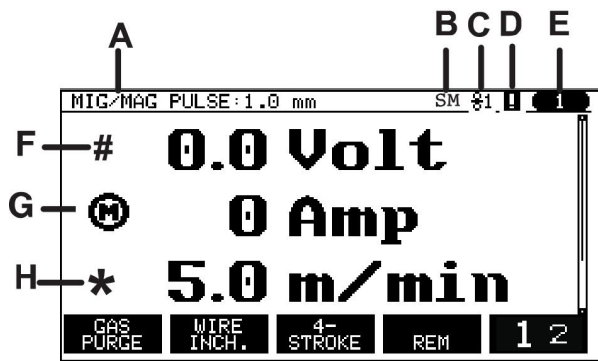 A B C D E
MIG/MAG PULSE:1.0 mm SM 1 ! 1
F # 0.0 Volt
G M 0 Amp
H * 5.0 m/min
GAS PURGE WIRE INCH. 4-STROKE REM 1 2